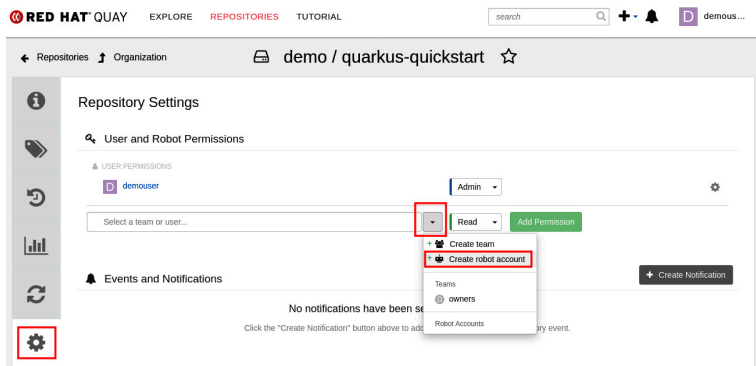 RED HAT® QUAY EXPLORE REPOSITORIES TUTORIAL search D demous...
Repositories Organization demo / quarkus-quickstart
Repository Settings
User and Robot Permissions
USER PERMISSIONS
D demouser Admin
Select a team or user... Read Add Permission
+ Create team
+ Create robot account
Events and Notifications + Create Notification
Teams
owners
No notifications have been se
Click the "Create Notification" button above to add ory event.
Robot Accounts